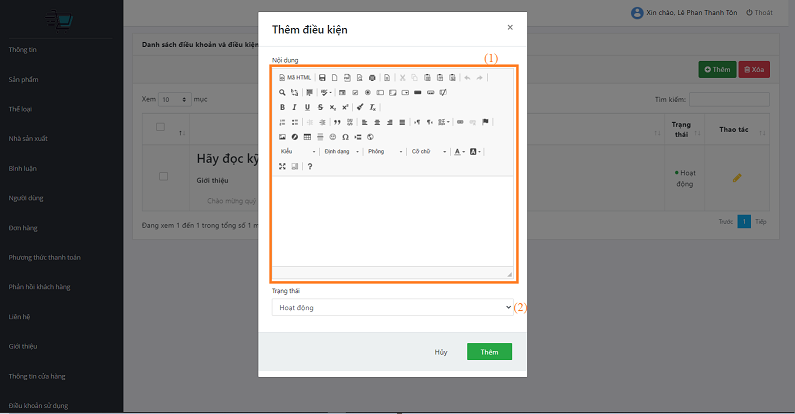 Xin chào, Lê Phan Thanh Tôn
Thoát
Thông tin
Sản phẩm
Thể loại
Nhà sản xuất
Bình luận
Người dùng
Đơn hàng
Phương thức thanh toán
Phản hồi khách hàng
Liên hệ
Giới thiệu
Thông tin cửa hàng
Điều khoản sử dụng
Danh sách điều khoản và điều kiện
Thêm
Xóa
Xem 10 mục
Tìm kiếm:
Trạng thái
Thao tác
Hãy đọc kỹ
Giới thiệu
Chào mừng quý
Hoạt động
Đang xem 1 đến 1 trong tổng số 1 m
Trước 1 Tiếp
Thêm điều kiện
×
Nội dung
(1)
Mã HTML
B I U S x₂ x² Tx
Kiểu
Định dạng
Phông
Cỡ chữ
A
A
?
Trạng thái
Hoạt động
(2)
Hủy
Thêm